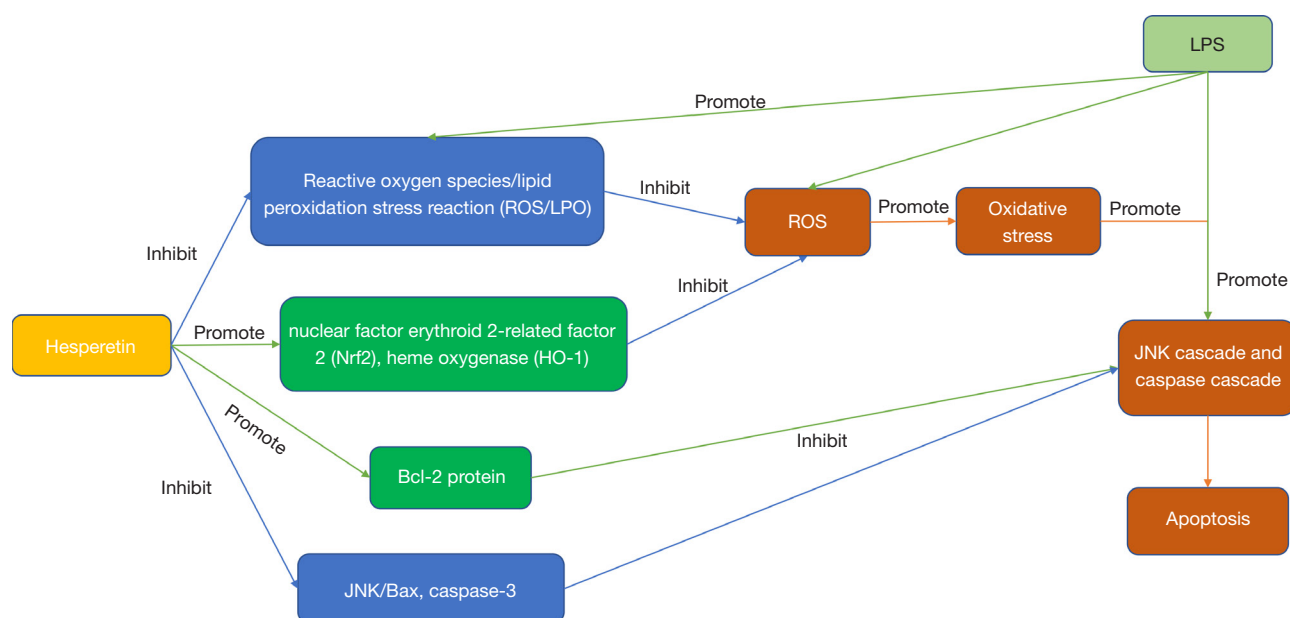 LPS
Promote
Reactive oxygen species/lipid
peroxidation stress reaction (ROS/LPO)
Inhibit
ROS
Promote
Oxidative
stress
Promote
Inhibit
Inhibit
Promote
Hesperetin
Promote
nuclear factor erythroid 2-related factor
2 (Nrf2), heme oxygenase (HO-1)
JNK cascade and
caspase cascade
Promote
Inhibit
Bcl-2 protein
Inhibit
Apoptosis
JNK/Bax, caspase-3